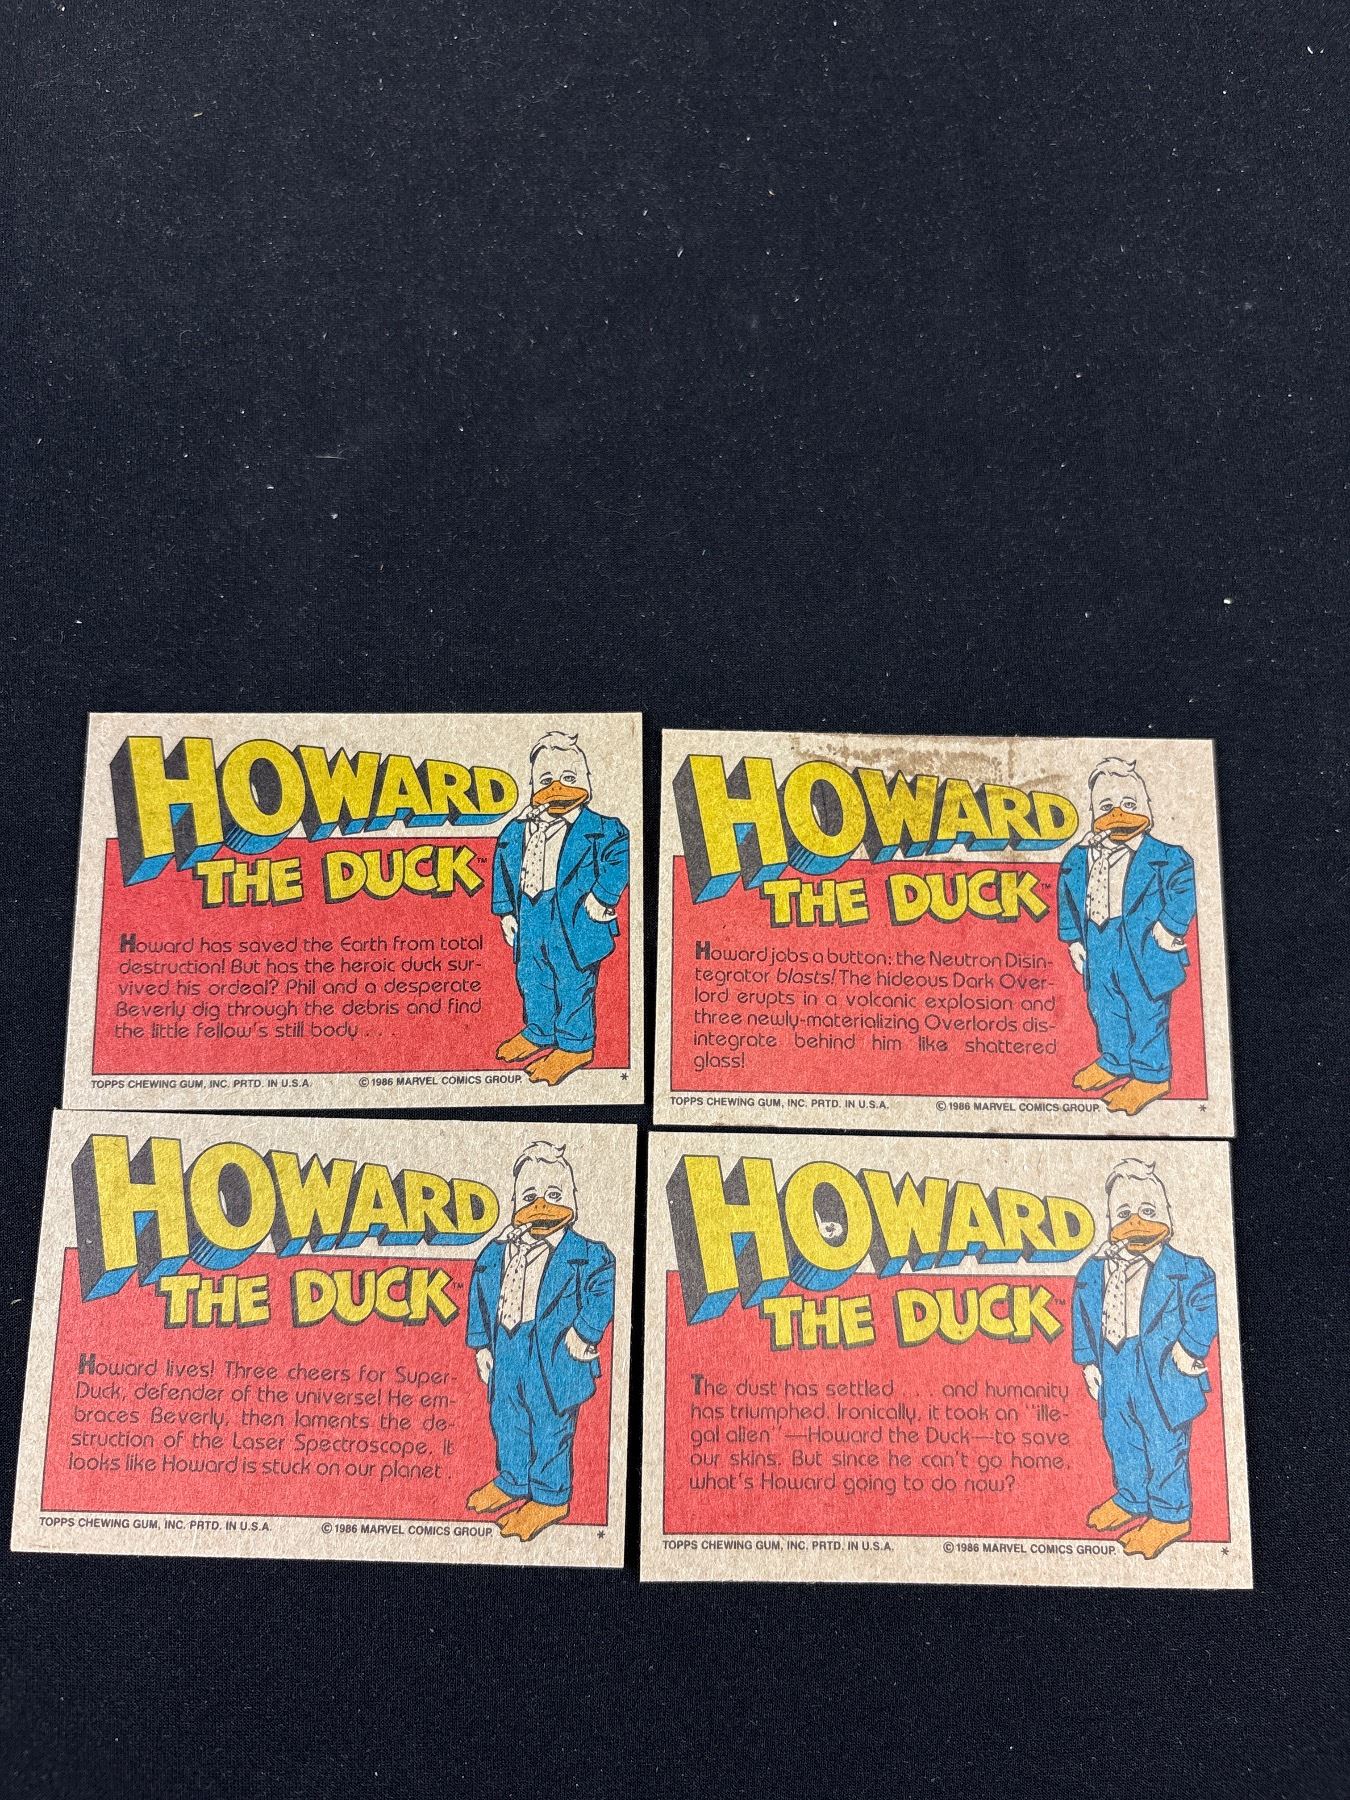 HOWARD
THE DUCK™
Howard has saved the Earth from total
destruction! But has the heroic duck sur-
vived his ordeal? Phil and a desperate
Beverly dig through the debris and find
the little fellow's still body . . .
TOPPS CHEWING GUM, INC. PRTD. IN U.S.A. © 1986 MARVEL COMICS GROUP. *
HOWARD
THE DUCK™
Howard jabs a button: the Neutron Disin-
tegrator blasts! The hideous Dark Over-
lord erupts in a volcanic explosion and
three newly-materializing Overlords dis-
integrate behind him like shattered
glass!
TOPPS CHEWING GUM, INC. PRTD. IN U.S.A. © 1986 MARVEL COMICS GROUP. *
HOWARD
THE DUCK™
Howard lives! Three cheers for Super-
Duck, defender of the universe! He em-
braces Beverly, then laments the de-
struction of the Laser Spectroscope. It
looks like Howard is stuck on our planet.
TOPPS CHEWING GUM, INC. PRTD. IN U.S.A. © 1986 MARVEL COMICS GROUP. *
HOWARD
THE DUCK™
The dust has settled . . . and humanity
has triumphed. Ironically, it took an "ille-
gal alien"—Howard the Duck—to save
our skins. But since he can't go home,
what's Howard going to do now?
TOPPS CHEWING GUM, INC. PRTD. IN U.S.A. © 1986 MARVEL COMICS GROUP. *